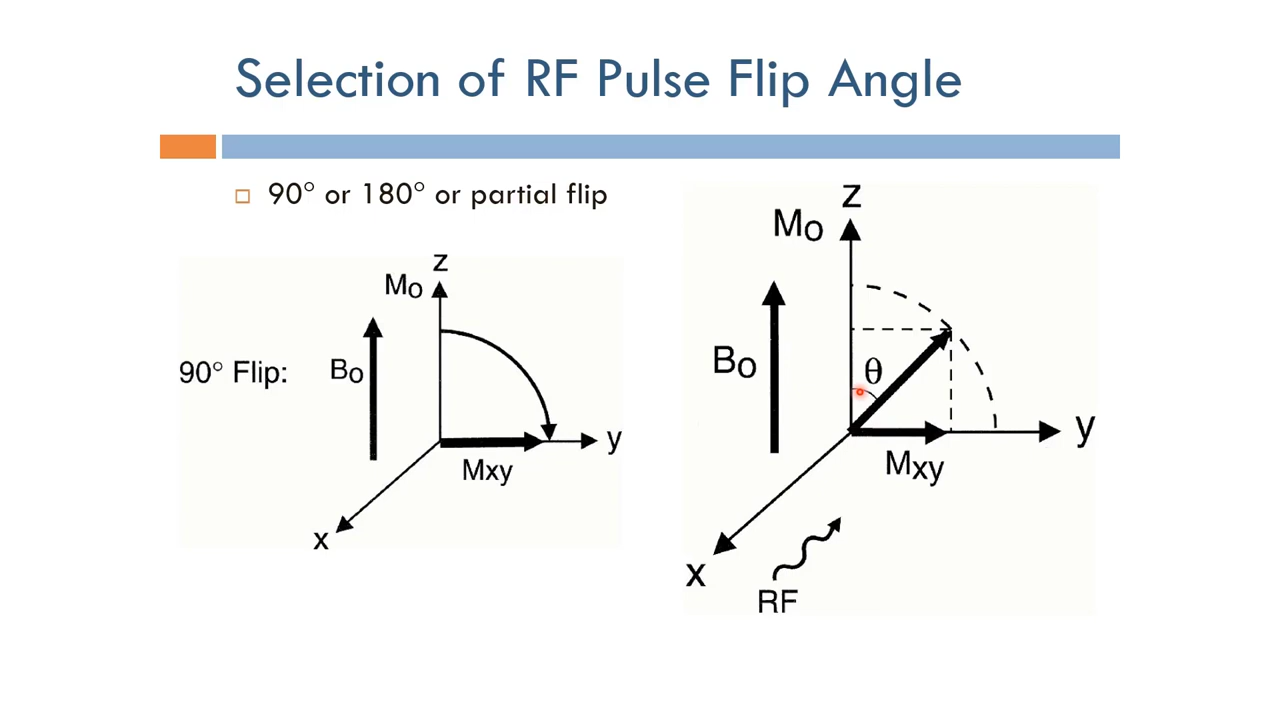 Selection of RF Pulse Flip Angle
90° or 180° or partial flip
z
Mo
90° Flip:
Bo
y
Mxy
x
z
Mo
Bo
θ
y
Mxy
x
RF